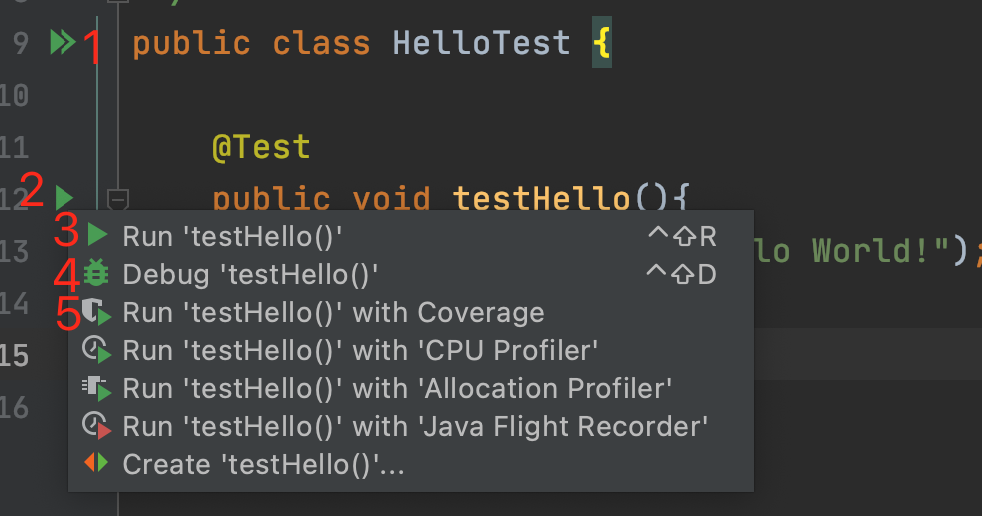 9 1 public class HelloTest {
10
11 @Test
2 12 public void testHello(){
3 Run 'testHello()' ^⇧R
13 lo World!");
4 Debug 'testHello()' ^⇧D
5 Run 'testHello()' with Coverage
14
Run 'testHello()' with 'CPU Profiler'
15
Run 'testHello()' with 'Allocation Profiler'
16
Run 'testHello()' with 'Java Flight Recorder'
Create 'testHello()'...